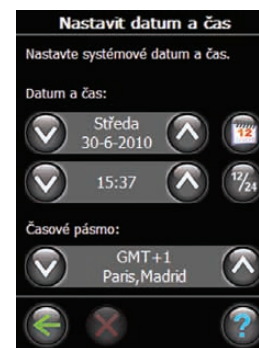 Nastavit datum a čas
Nastavte systémové datum a čas.
Datum a čas:
Středa
30-6-2010
12
15:37
12/24
Časové pásmo:
GMT+1
Paris,Madrid
?